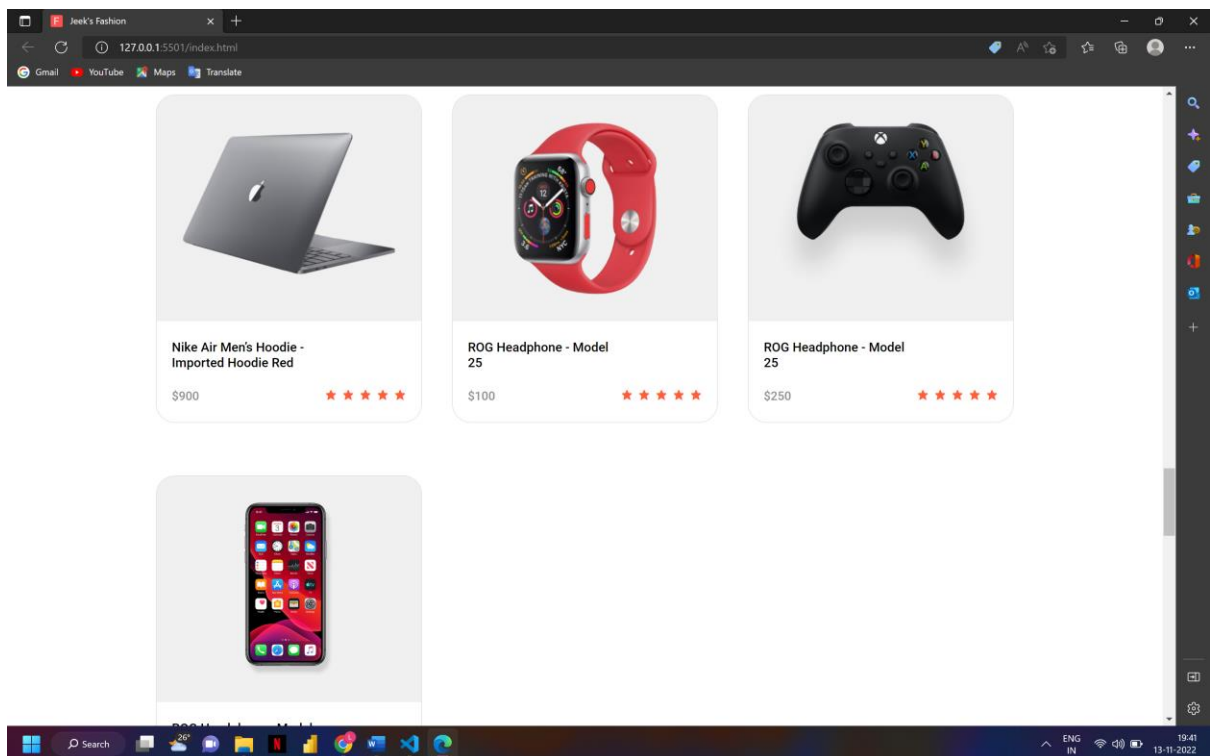 Jeek's Fashion
127.0.0.1:5501/index.html
Gmail YouTube Maps Translate
Nike Air Men's Hoodie -
Imported Hoodie Red
$900
ROG Headphone - Model
25
$100
ROG Headphone - Model
25
$250
Search
26°
ENG
IN
19:41
13-11-2022